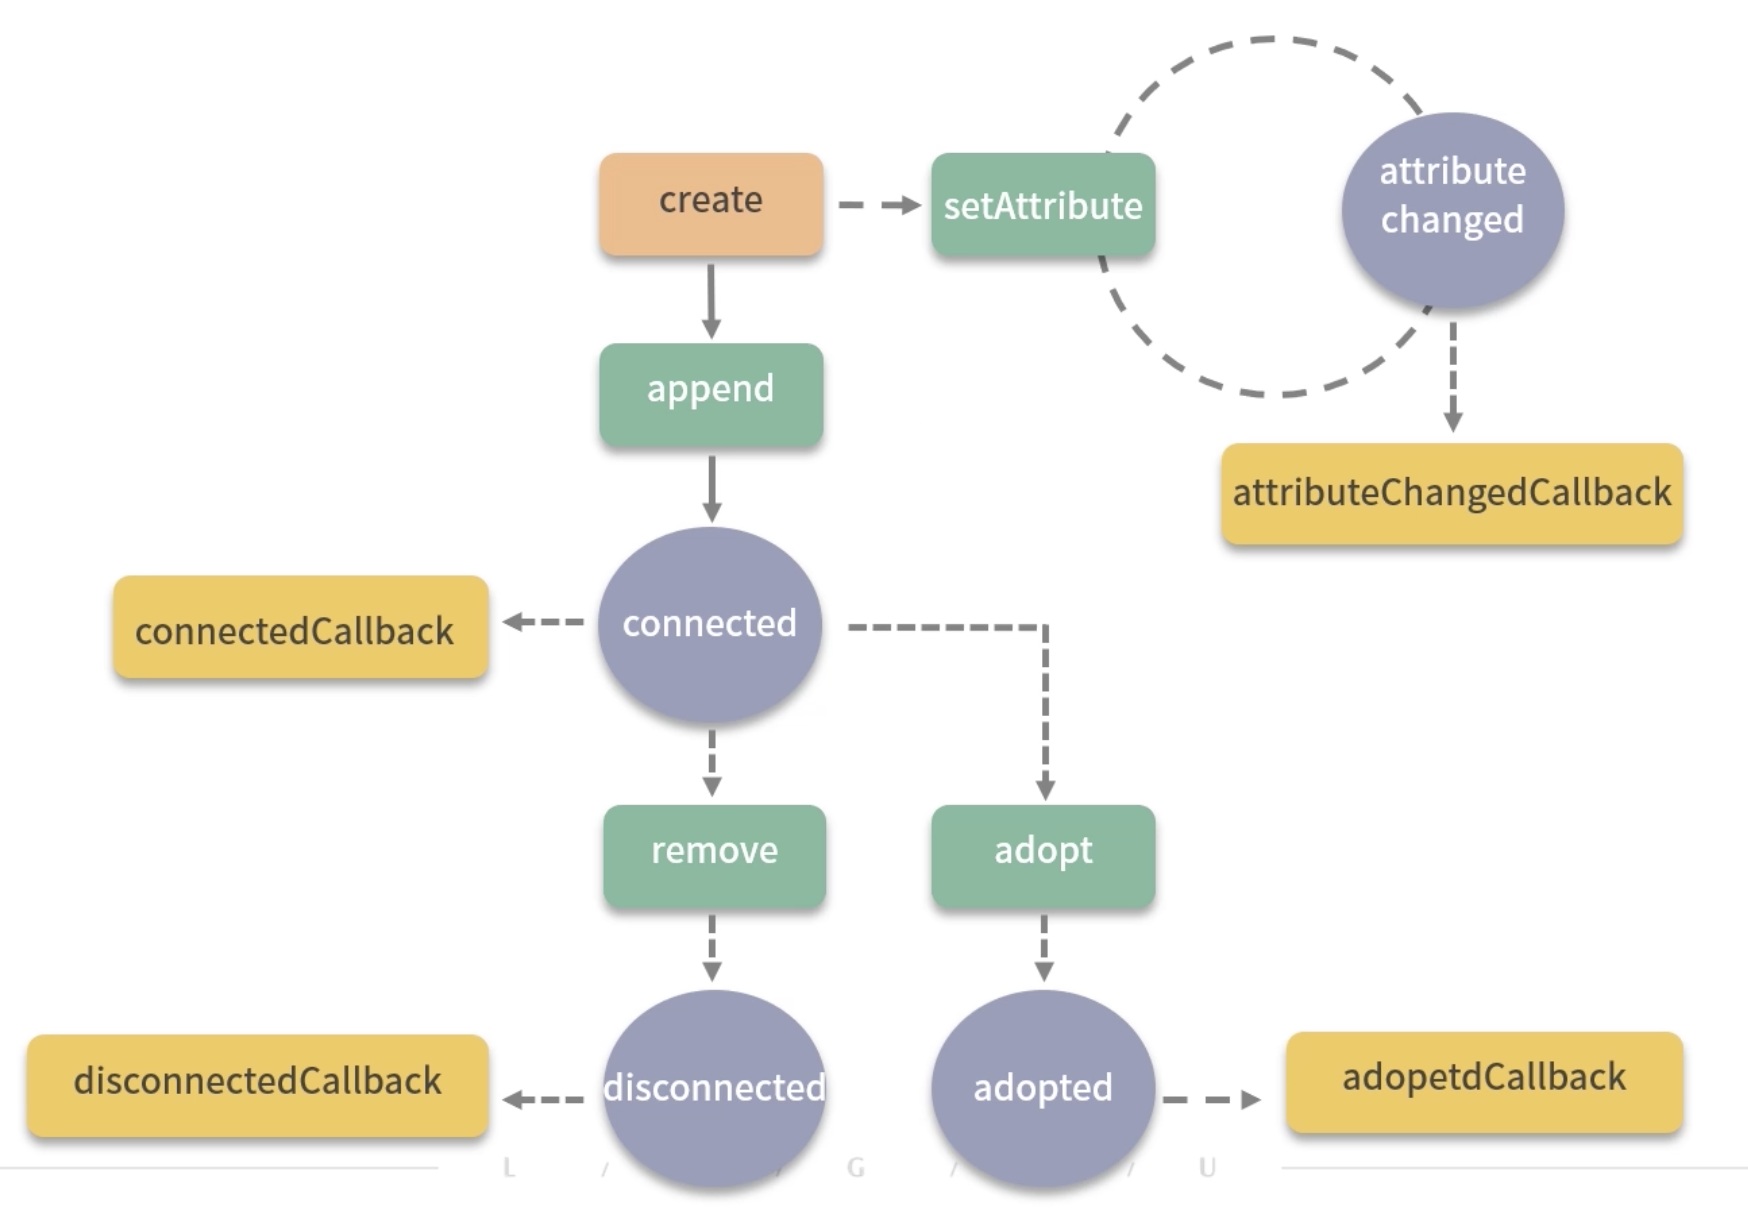 create
setAttribute
attribute
changed
append
attributeChangedCallback
connectedCallback
connected
remove
adopt
disconnectedCallback
disconnected
adopted
adopetdCallback
L / / G / / U